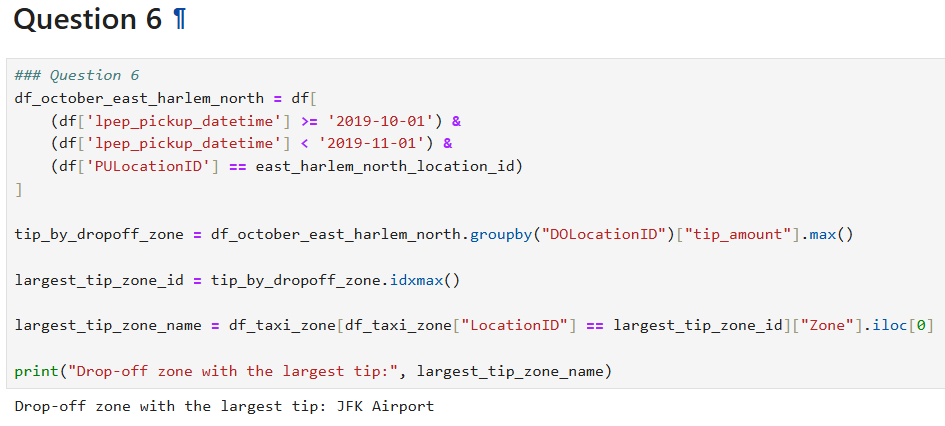 Question 6 ¶
### Question 6
df_october_east_harlem_north = df[
    (df['lpep_pickup_datetime'] >= '2019-10-01') &
    (df['lpep_pickup_datetime'] < '2019-11-01') &
    (df['PULocationID'] == east_harlem_north_location_id)
]
tip_by_dropoff_zone = df_october_east_harlem_north.groupby("DOLocationID")["tip_amount"].max()
largest_tip_zone_id = tip_by_dropoff_zone.idxmax()
largest_tip_zone_name = df_taxi_zone[df_taxi_zone["LocationID"] == largest_tip_zone_id]["Zone"].iloc[0]
print("Drop-off zone with the largest tip:", largest_tip_zone_name)
Drop-off zone with the largest tip: JFK Airport